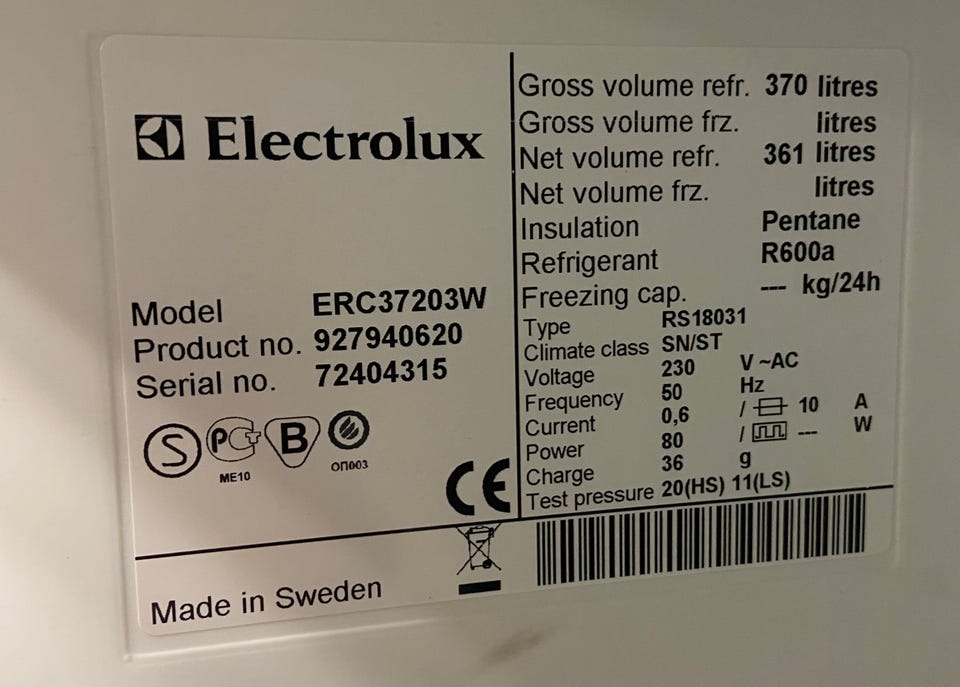 Electrolux
Model ERC37203W
Product no. 927940620
Serial no. 72404315
S PCT B
ME10 ОП003
CE
Made in Sweden
Gross volume refr. 370 litres
Gross volume frz. litres
Net volume refr. 361 litres
Net volume frz. litres
Insulation Pentane
Refrigerant R600a
Freezing cap. --- kg/24h
Type RS18031
Climate class SN/ST
Voltage 230 V ~AC
Frequency 50 Hz
Current 0,6 / 10 A
Power 80 / --- W
Charge 36 g
Test pressure 20(HS) 11(LS)